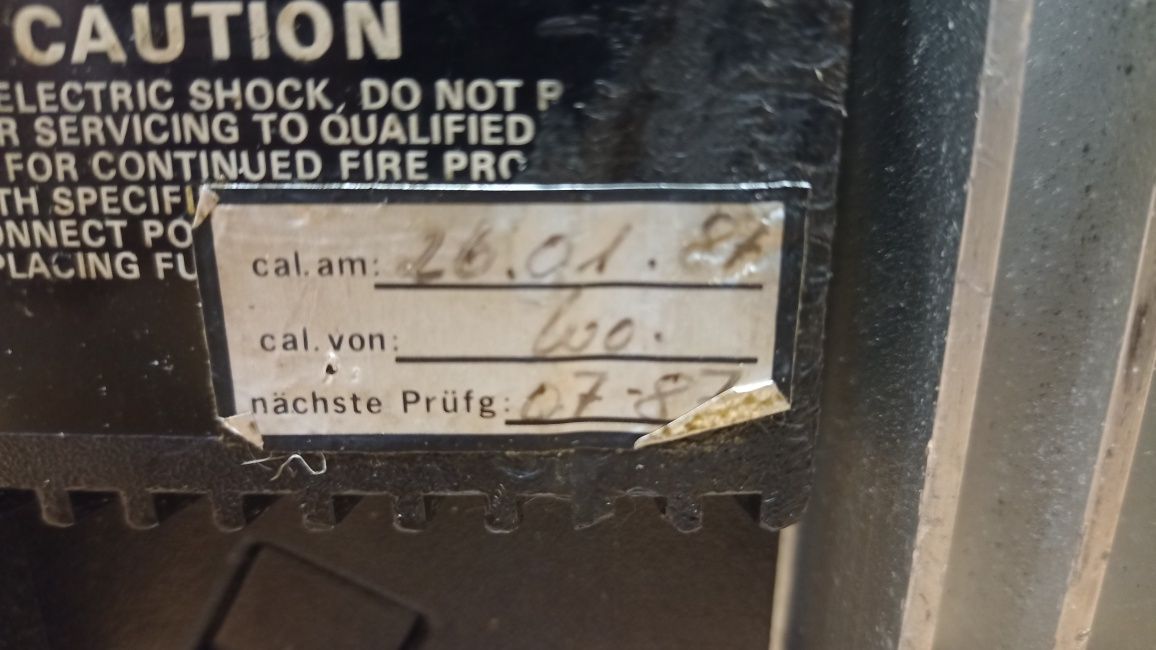 CAUTION
ELECTRIC SHOCK, DO NOT
R SERVICING TO QUALIFIED
FOR CONTINUED FIRE PRO
TH SPECIFI
ONNECT PO
PLACING FU
cal. am: 26.01.87
cal. von:
nächste Prüfg: 07-87